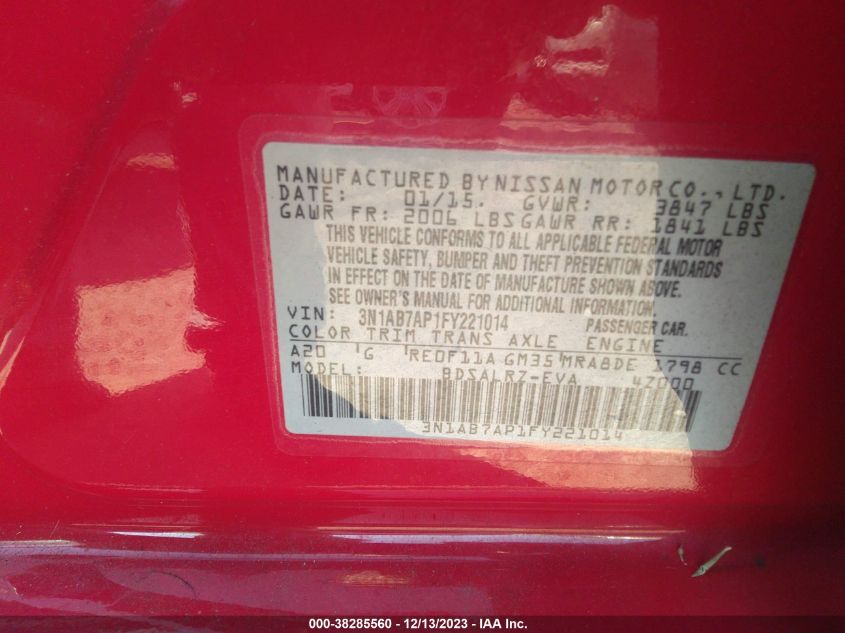 MANUFACTURED BY NISSAN MOTOR CO., LTD.
DATE: 01/15. GVWR: 3847 LBS
GAWR FR: 2006 LBS GAWR RR: 1841 LBS
THIS VEHICLE CONFORMS TO ALL APPLICABLE FEDERAL MOTOR
VEHICLE SAFETY, BUMPER AND THEFT PREVENTION STANDARDS
IN EFFECT ON THE DATE OF MANUFACTURE SHOWN ABOVE.
SEE OWNER'S MANUAL FOR ADDITIONAL INFORMATION.
VIN: 3N1AB7AP1FY221014 PASSENGER CAR.
COLOR TRIM TRANS AXLE ENGINE
A20 'G 'RE0F11A GM35 'MRA8DE 1798 CC
MODEL: BDSALRZ-EVA 4Z000
3N1AB7AP1FY221014
000-38285560 - 12/13/2023 - IAA Inc.